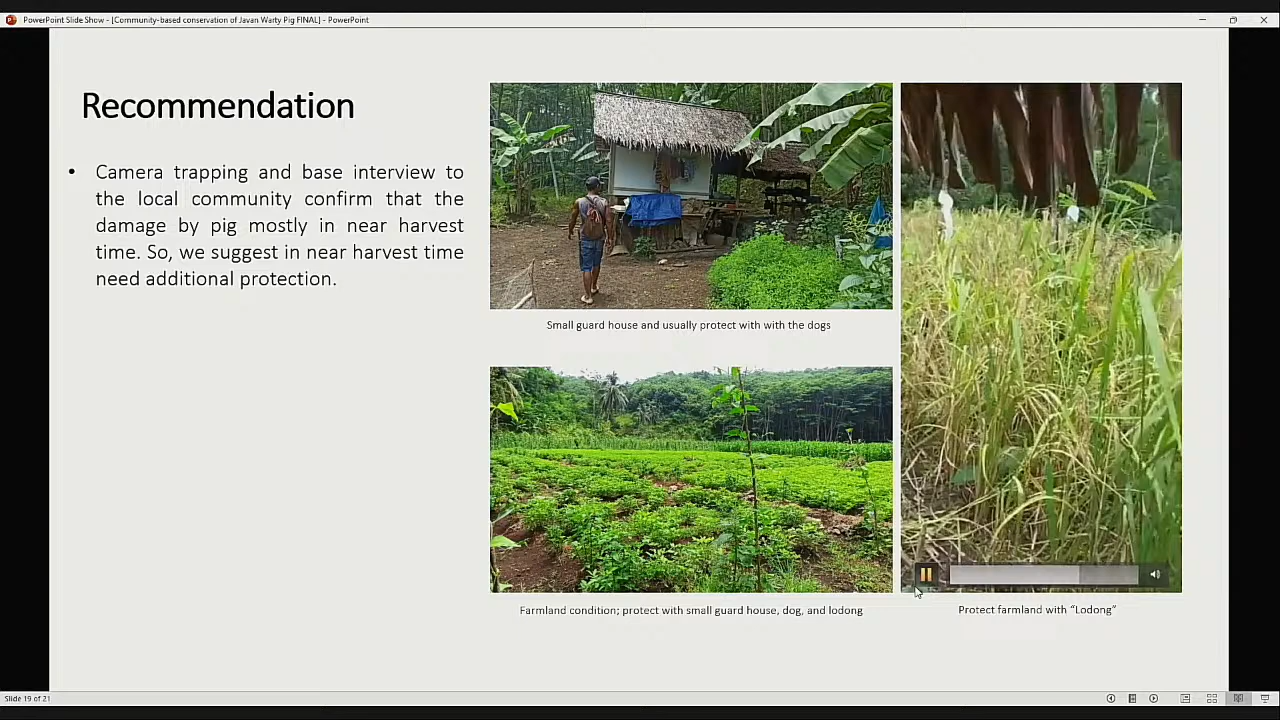 PowerPoint Slide Show - [Community-based conservation of Javan Warty Pig FINAL] - PowerPoint
Recommendation
• Camera trapping and base interview to
the local community confirm that the
damage by pig mostly in near harvest
time. So, we suggest in near harvest time
need additional protection.
Small guard house and usually protect with with the dogs
Farmland condition; protect with small guard house, dog, and lodong
Protect farmland with “Lodong”
Slide 19 of 21